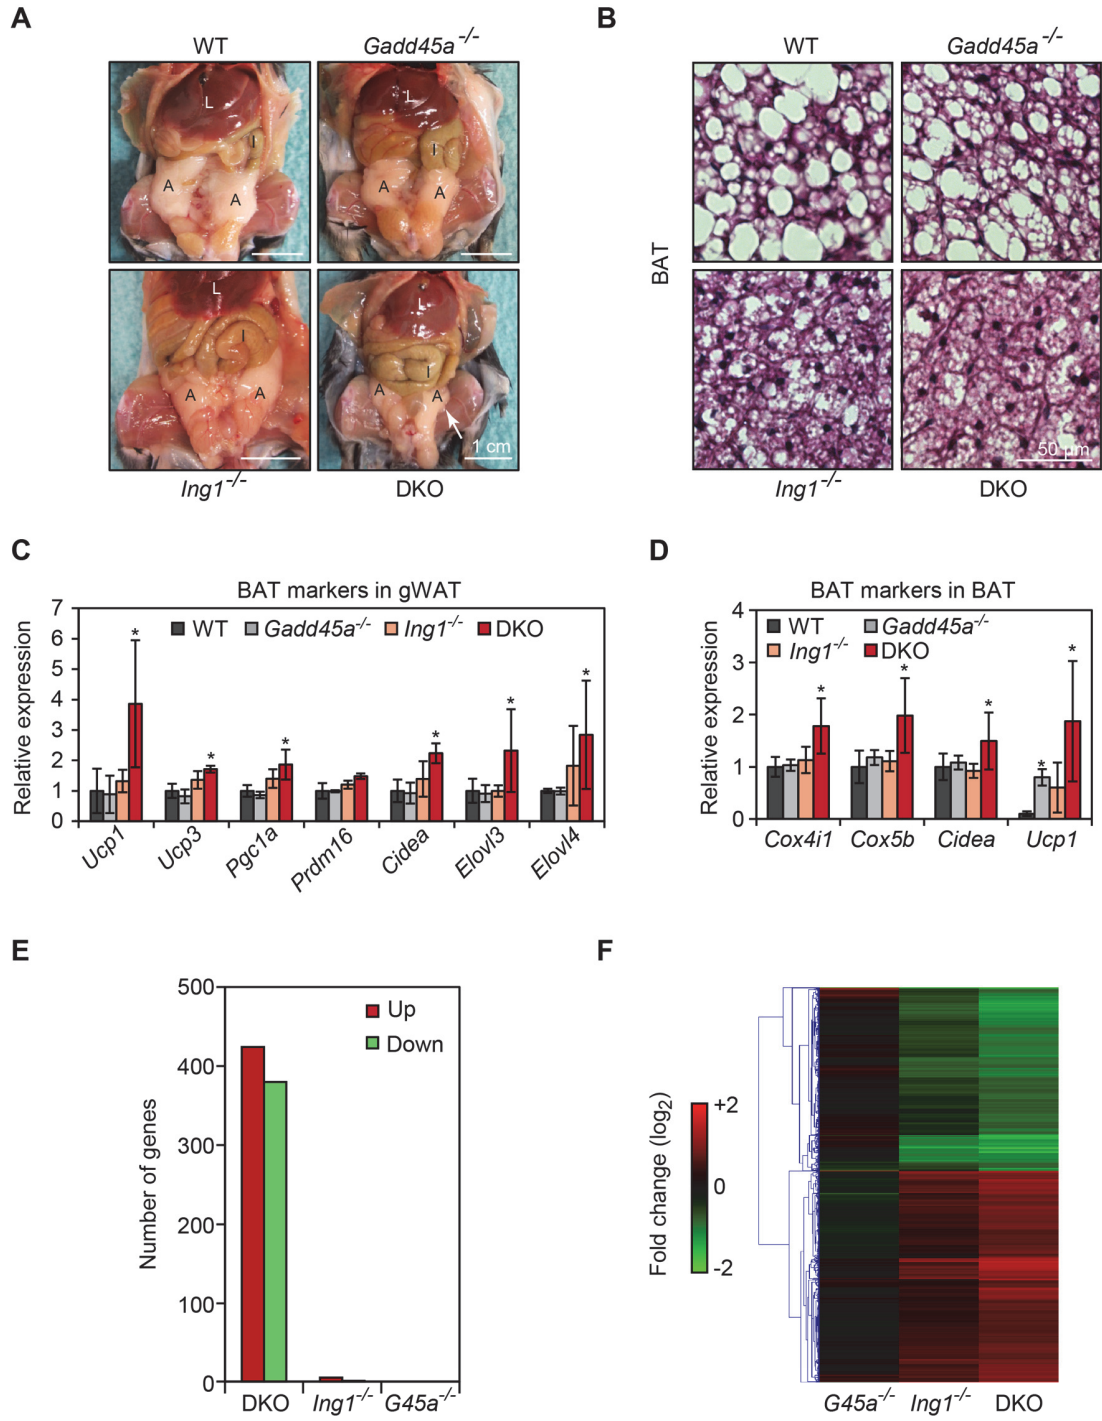 A
WT
Gadd45a-/-
L
I
A
A
L
I
A
A
L
I
A
A
L
I
A
A
1 cm
Ing1-/-
DKO
B
WT
Gadd45a-/-
BAT
50 μm
Ing1-/-
DKO
C
BAT markers in gWAT
Relative expression
7
6
5
4
3
2
1
0
WT Gadd45a-/- Ing1-/- DKO
* * * * * *
Ucp1 Ucp3 Pgc1a Prdm16 Cidea Elovl3 Elovl4
D
BAT markers in BAT
Relative expression
4
3
2
1
0
WT Gadd45a-/-
Ing1-/- DKO
* * * * *
Cox4i1 Cox5b Cidea Ucp1
E
Number of genes
500
400
300
200
100
0
Up
Down
DKO Ing1-/- G45a-/-
F
Fold change (log2)
+2
0
-2
G45a-/- Ing1-/- DKO